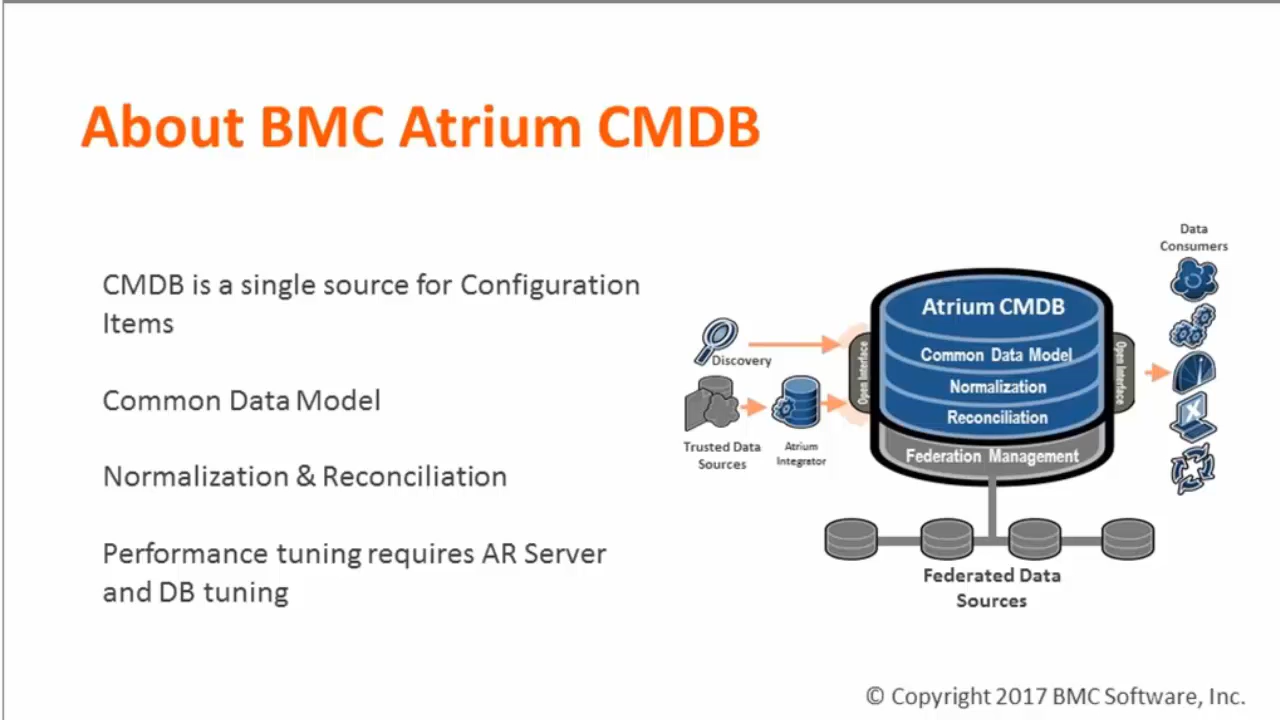 About BMC Atrium CMDB
CMDB is a single source for Configuration
Items
Common Data Model
Normalization & Reconciliation
Performance tuning requires AR Server
and DB tuning
Data
Consumers
Discovery
Trusted Data
Sources
Atrium
Integrator
Open Interface
Atrium CMDB
Common Data Model
Normalization
Reconciliation
Federation Management
Open Interface
X
Federated Data
Sources
© Copyright 2017 BMC Software, Inc.